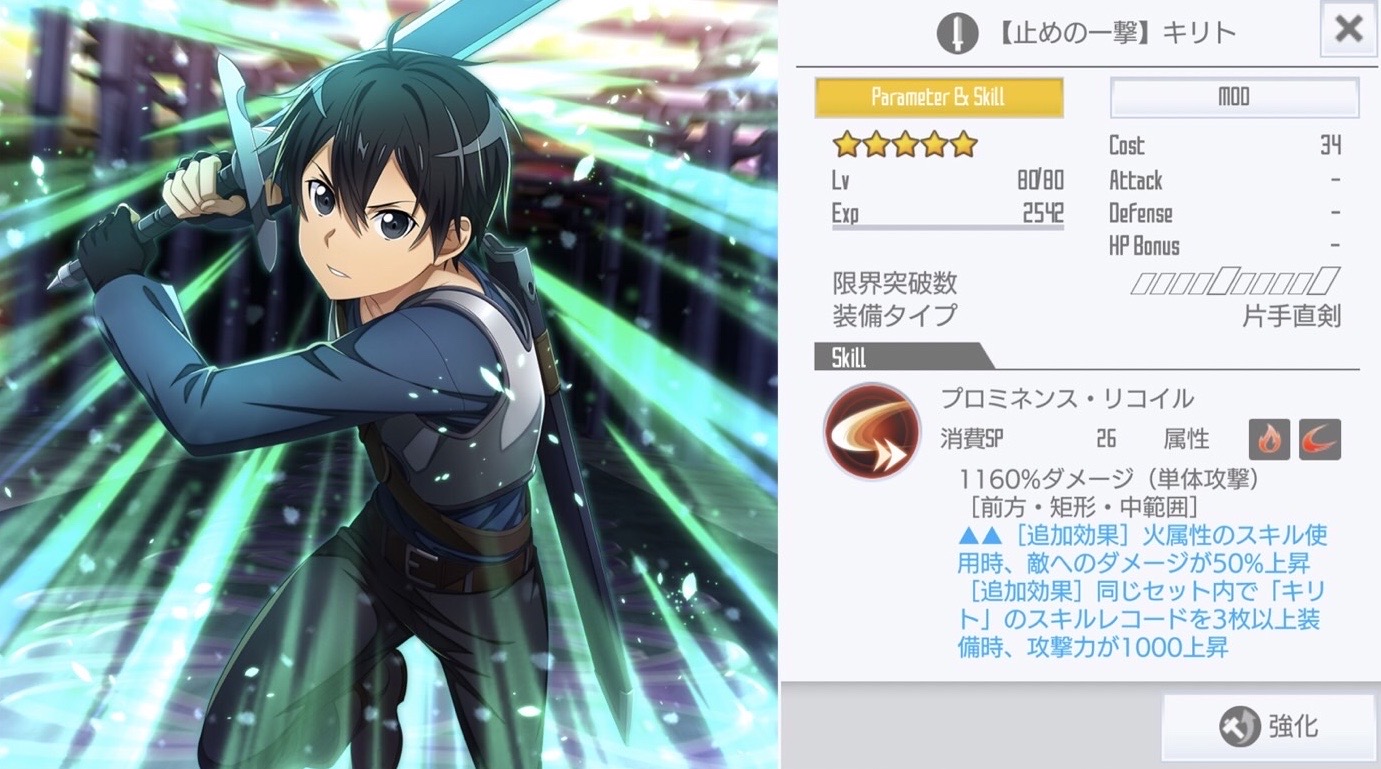 【止めの一撃】キリト
Parameter & Skill
MOD
Lv 80/80
Exp 2542
Cost 34
Attack -
Defense -
HP Bonus -
限界突破数
装備タイプ 片手直剣
Skill
プロミネンス・リコイル
消費SP 26 属性
1160%ダメージ（単体攻撃）
［前方・矩形・中範囲］
▲▲［追加効果］火属性のスキル使
用時、敵へのダメージが50%上昇
［追加効果］同じセット内で「キリ
ト」のスキルレコードを3枚以上装
備時、攻撃力が1000上昇
強化